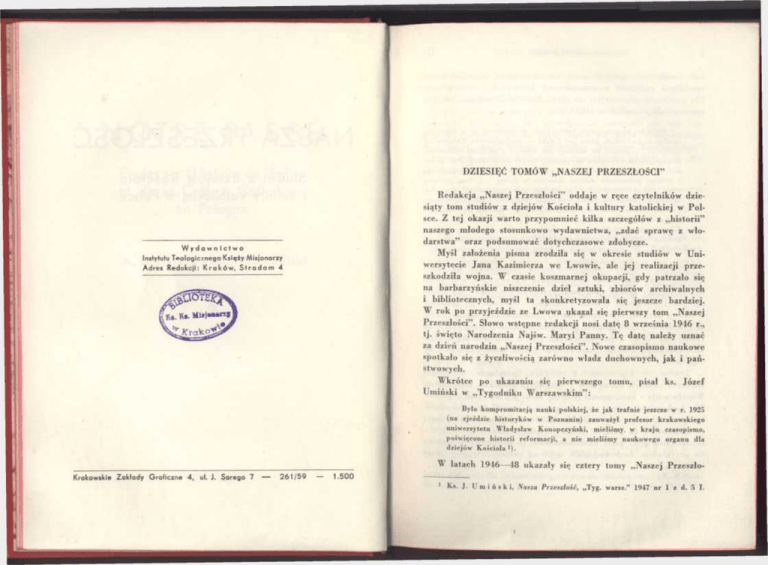 Wydawnictwo
Instytutu Teologicznego Księży Misjonarzy
Adres Redakcji: Kraków, Stradom 4
BIBLIOTEKA
Ks. Ks. Misjonarzy
w Krakowie
Krakowskie Zakłady Graficzne 4, ul. J. Sarego 7 — 261/59 — 1.500
DZIESIĘĆ TOMÓW „NASZEJ PRZESZŁOŚCI”
Redakcja „Naszej Przeszłości” oddaje w ręce czytelników dzie-
siąty tom studiów z dziejów Kościoła i kultury katolickiej w Pol-
sce. Z tej okazji warto przypomnieć kilka szczegółów z „historii”
naszego młodego stosunkowo wydawnictwa, „zdać sprawę z wło-
darstwa” oraz podsumować dotychczasowe zdobycze.
Myśl założenia pisma zrodziła się w okresie studiów w Uni-
wersytecie Jana Kazimierza we Lwowie, ale jej realizacji prze-
szkodziła wojna. W czasie koszmarnej okupacji, gdy patrzało się
na barbarzyńskie niszczenie dzieł sztuki, zbiorów archiwalnych
i bibliotecznych, myśl ta skonkretyzowała się jeszcze bardziej.
W rok po przyjeździe ze Lwowa ukazał się pierwszy tom „Naszej
Przeszłości”. Słowo wstępne redakcji nosi datę 8 września 1946 r.,
tj. święto Narodzenia Najśw. Maryi Panny. Tę datę należy uznać
za dzień narodzin „Naszej Przeszłości”. Nowe czasopismo naukowe
spotkało się z życzliwością zarówno władz duchownych, jak i pań-
stwowych.
Wkrótce po ukazaniu się pierwszego tomu, pisał ks. Józef
Umiński w „Tygodniku Warszawskim”:
Było kompromitacją nauki polskiej, że jak trafnie jeszcze w r. 1925
(na zjeździe historyków w Poznaniu) zauważył profesor krakowskiego
uniwersytetu Władysław Konopczyński, mieliśmy w kraju czasopismo,
poświęcone historii reformacji, a nie mieliśmy naukowego organu dla
dziejów Kościoła ¹).
W latach 1946—48 ukazały się cztery tomy „Naszej Przeszło-
¹ Ks. J. Umiński, Nasza Przeszłość, „Tyg. warsz.” 1947 nr 1 z d. 5 I.